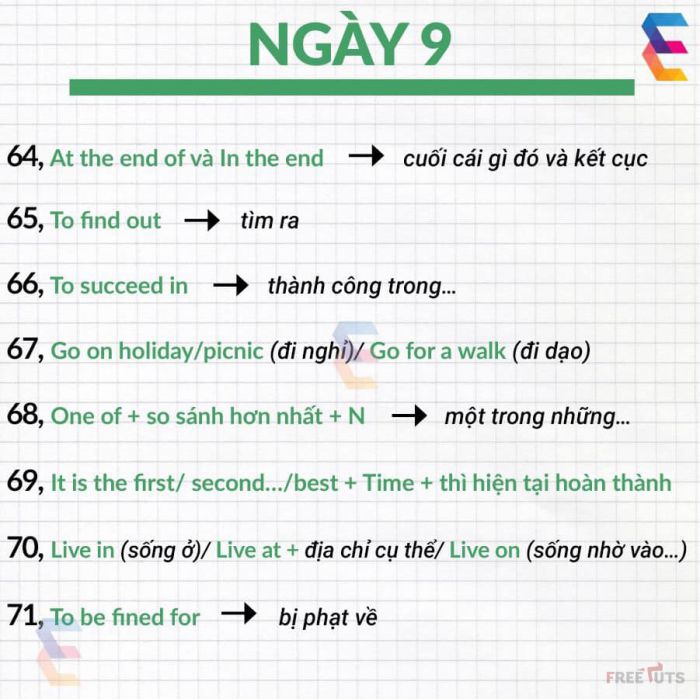 NGÀY 9
64, At the end of và In the end → cuối cái gì đó và kết cục
65, To find out → tìm ra
66, To succeed in → thành công trong...
67, Go on holiday/picnic (đi nghỉ)/ Go for a walk (đi dạo)
68, One of + so sánh hơn nhất + N → một trong những...
69, It is the first/ second.../best + Time + thì hiện tại hoàn thành
70, Live in (sống ở)/ Live at + địa chỉ cụ thể/ Live on (sống nhờ vào...)
71, To be fined for → bị phạt về
FREETUTS